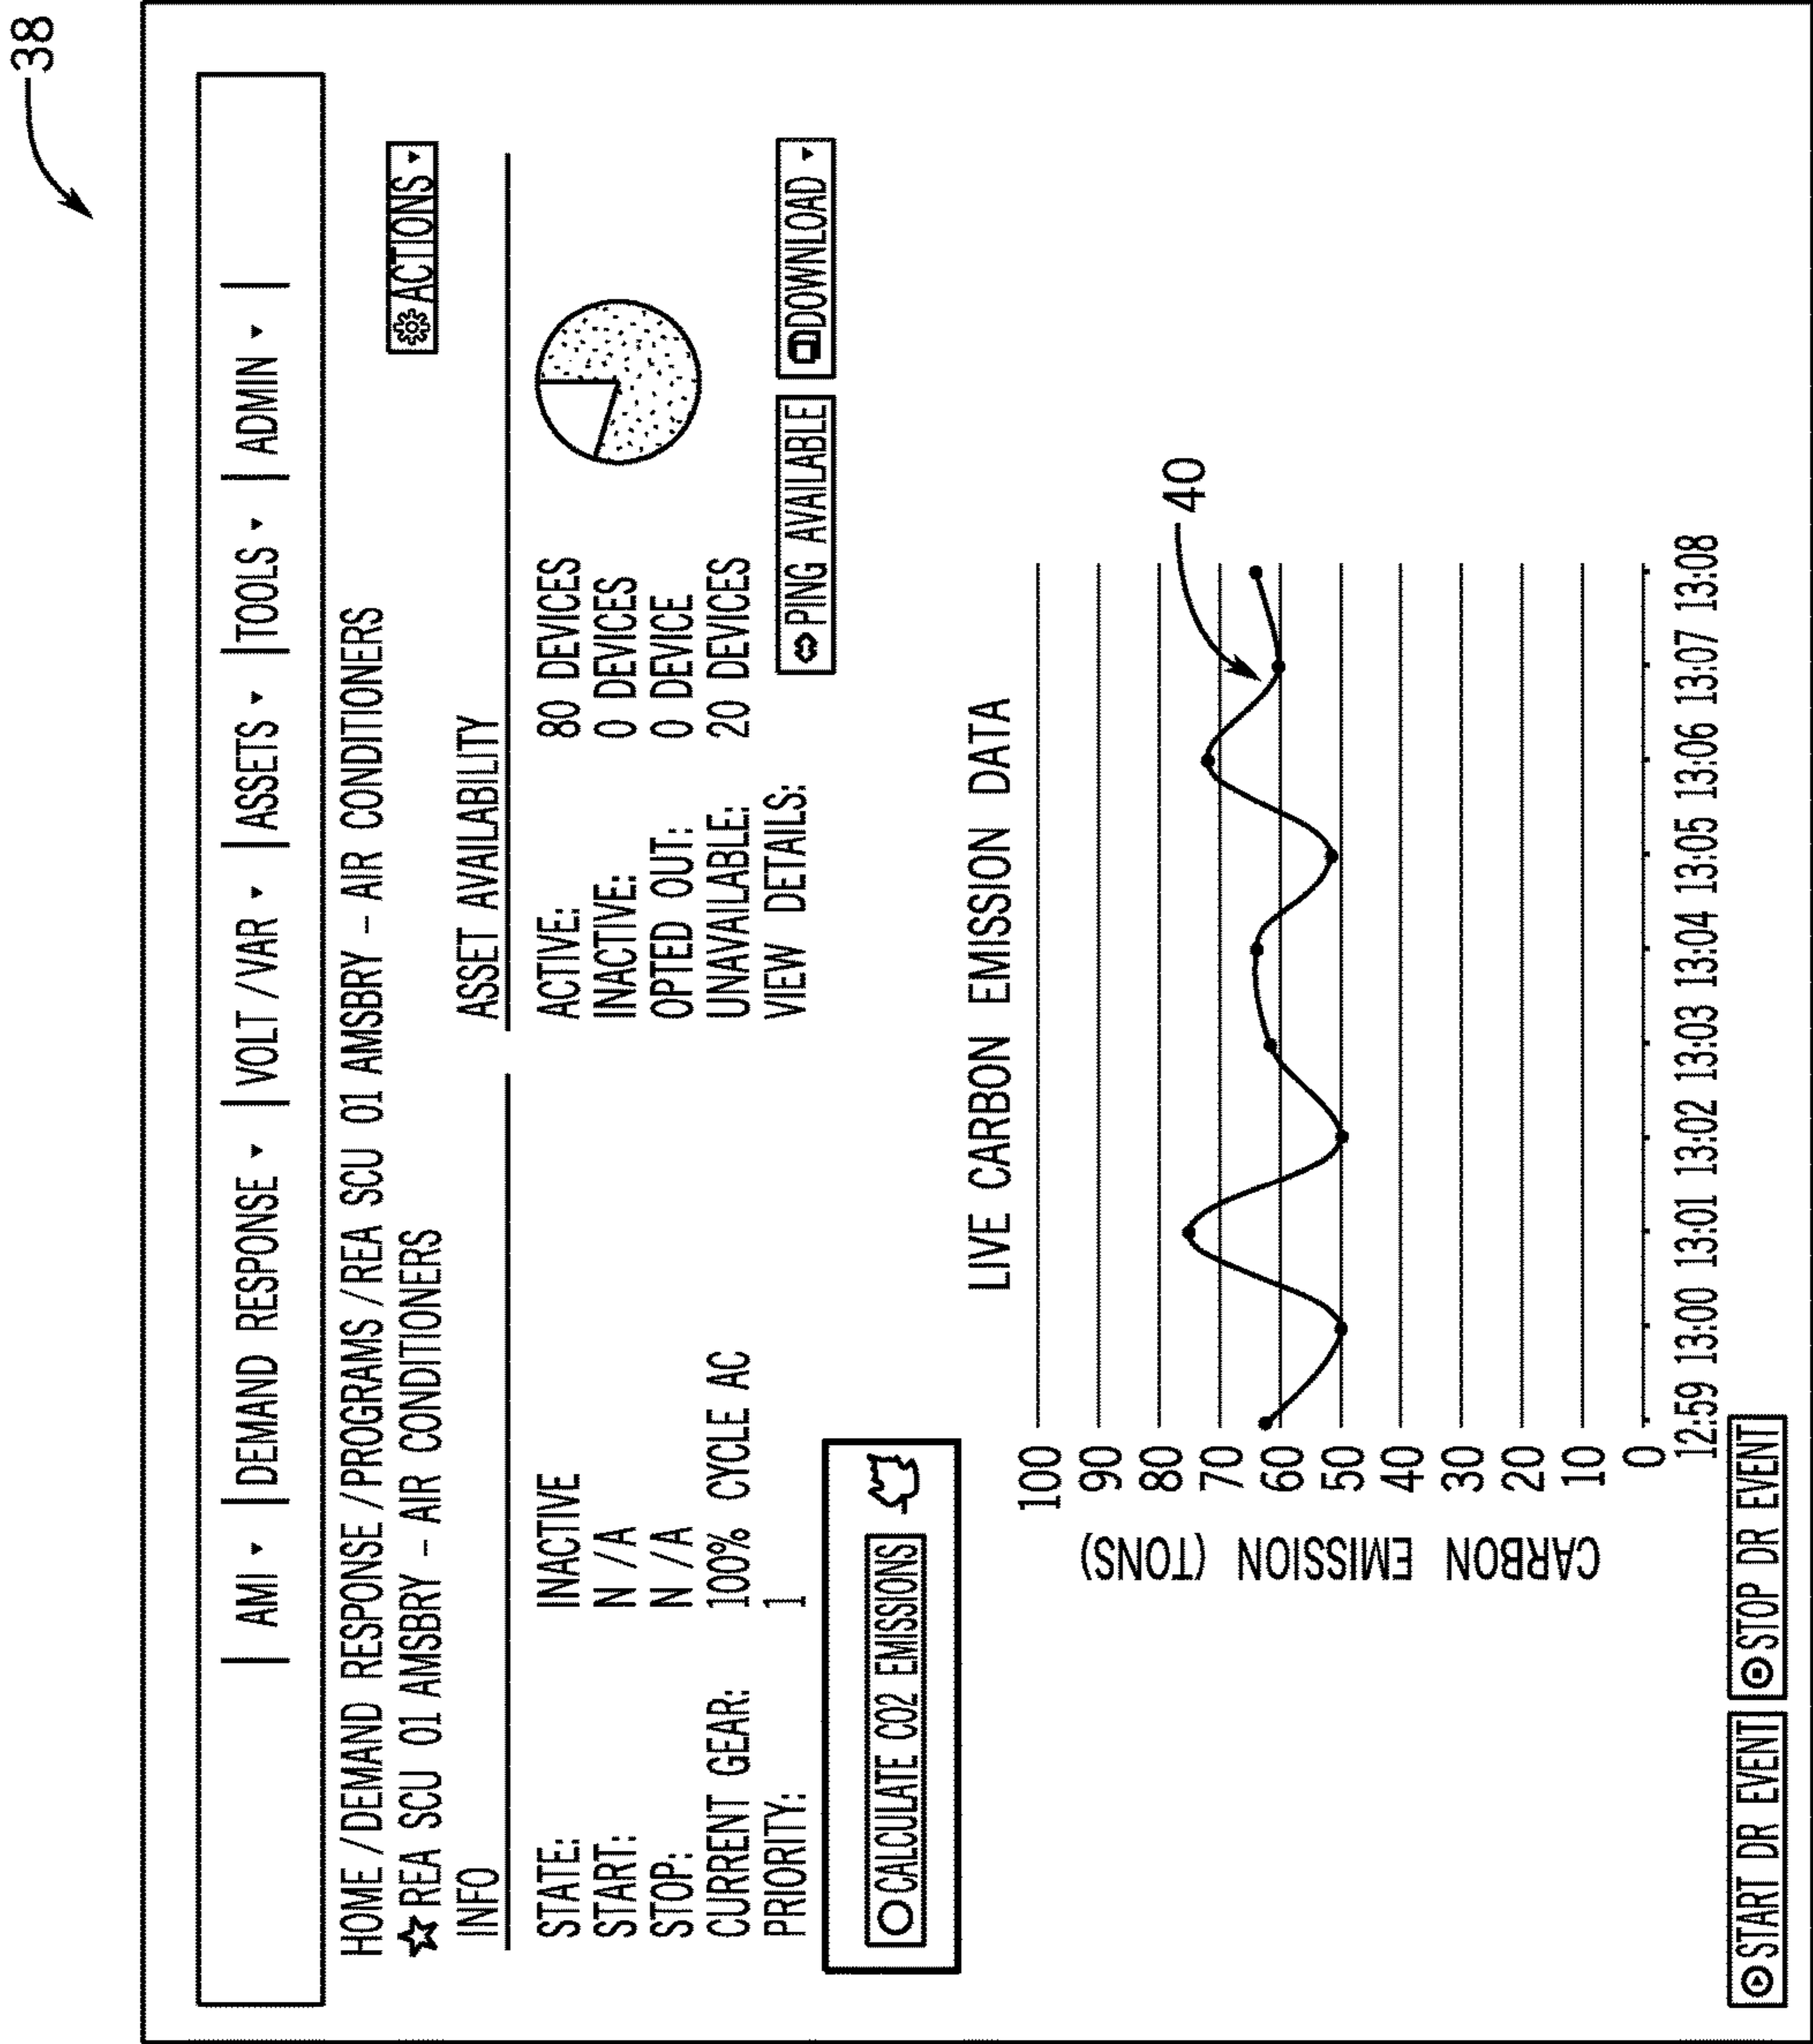 38
AMI DEMAND RESPONSE VOLT / VAR ASSETS TOOLS ADMIN
HOME / DEMAND RESPONSE / PROGRAMS / REA SCU 01 AMSBRY - AIR CONDITIONERS
REA SCU 01 AMSBRY - AIR CONDITIONERS
ACTIONS
INFO
STATE: INACTIVE
START: N / A
STOP: N / A
CURRENT GEAR: 100% CYCLE AC
PRIORITY: 1
ASSET AVAILABILITY
ACTIVE: 80 DEVICES
INACTIVE: 0 DEVICES
OPTED OUT: 0 DEVICE
UNAVAILABLE: 20 DEVICES
VIEW DETAILS:
PING AVAILABLE DOWNLOAD
CALCULATE CO2 EMISSIONS
LIVE CARBON EMISSION DATA
CARBON EMISSION (TONS)
100
90
80
70
60
50
40
30
20
10
0
40
12:59 13:00 13:01 13:02 13:03 13:04 13:05 13:06 13:07 13:08
START DR EVENT STOP DR EVENT